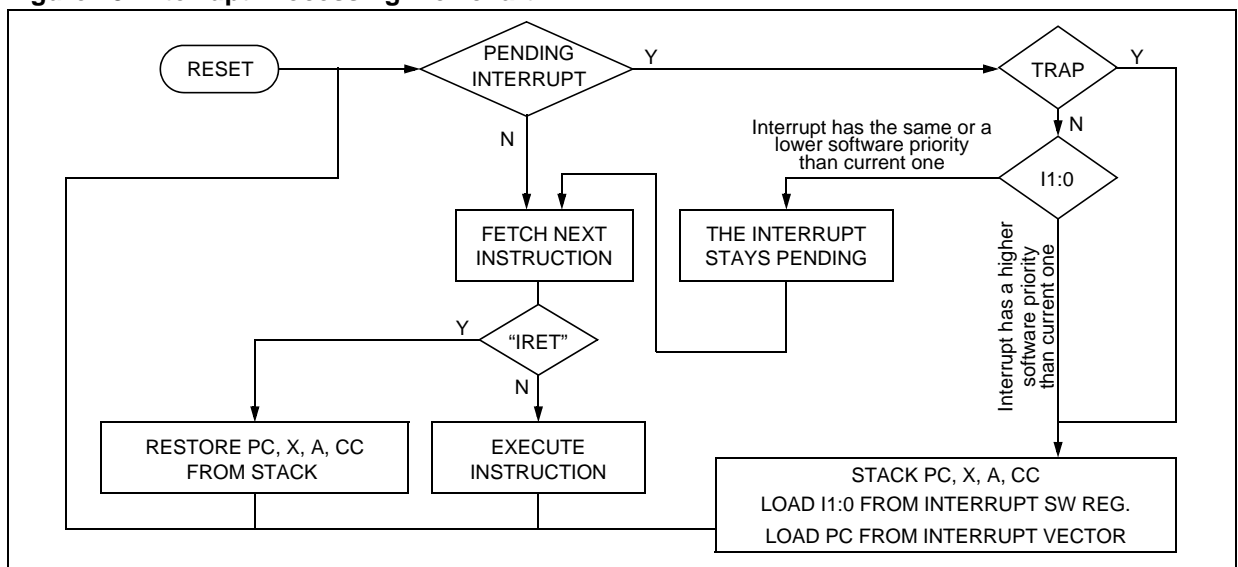 RESET
PENDING
INTERRUPT
Y
TRAP
Y
N
N
Interrupt has the same or a
lower software priority
than current one
I1:0
FETCH NEXT
INSTRUCTION
THE INTERRUPT
STAYS PENDING
Interrupt has a higher
software priority
than current one
Y
“IRET”
N
RESTORE PC, X, A, CC
FROM STACK
EXECUTE
INSTRUCTION
STACK PC, X, A, CC
LOAD I1:0 FROM INTERRUPT SW REG.
LOAD PC FROM INTERRUPT VECTOR